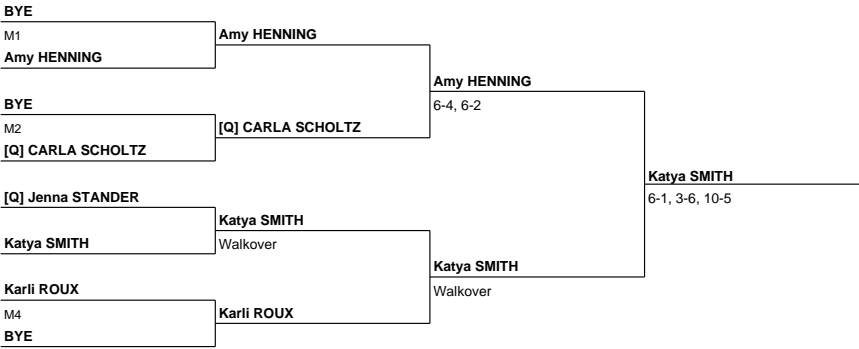 BYE
M1
Amy HENNING
Amy HENNING
BYE
M2
[Q] CARLA SCHOLTZ
[Q] CARLA SCHOLTZ
Amy HENNING
6-4, 6-2
[Q] Jenna STANDER
Katya SMITH
Katya SMITH
Walkover
Karli ROUX
M4
BYE
Karli ROUX
Katya SMITH
Walkover
Katya SMITH
6-1, 3-6, 10-5